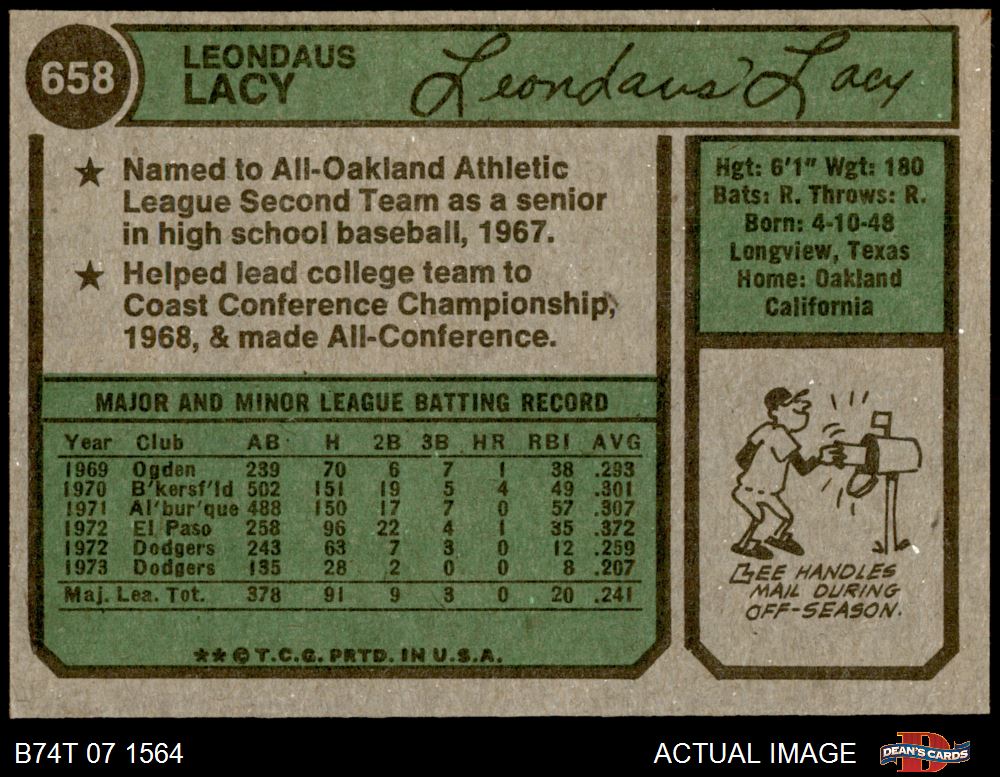 658
LEONDAUS
LACY
Leondaus Lacy
★ Named to All-Oakland Athletic
League Second Team as a senior
in high school baseball, 1967.
★ Helped lead college team to
Coast Conference Championship,
1968, & made All-Conference.
Hgt: 6'1" Wgt: 180
Bats: R. Throws: R.
Born: 4-10-48
Longview, Texas
Home: Oakland
California
MAJOR AND MINOR LEAGUE BATTING RECORD
Year Club AB H 2B 3B HR RBI AVG
1969 Ogden 239 70 6 7 1 38 .293
1970 B'kersf'ld 502 151 19 5 4 49 .301
1971 Al'bur'que 488 150 17 7 0 57 .307
1972 El Paso 258 96 22 4 1 35 .372
1972 Dodgers 243 63 7 3 0 12 .259
1973 Dodgers 135 28 2 0 0 8 .207
Maj. Lea. Tot. 378 91 9 3 0 20 .241
★★ © T.C.G. PRTD. IN U.S.A.
LEE HANDLES
MAIL DURING
OFF-SEASON.
B74T 07 1564
ACTUAL IMAGE
D
DEAN'S CARDS